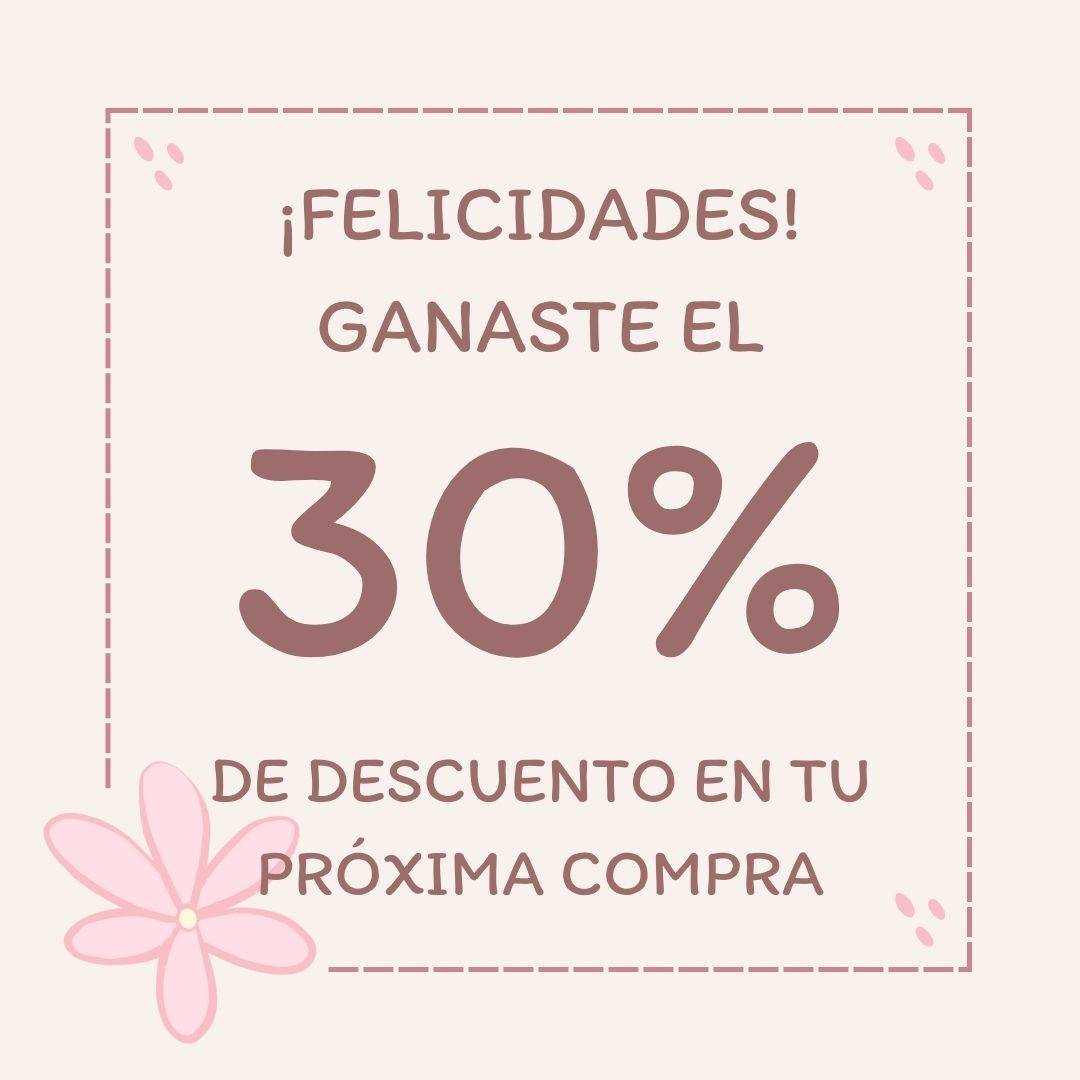 ¡FELICIDADES!
GANASTE EL
30%
DE DESCUENTO EN TU
PRÓXIMA COMPRA